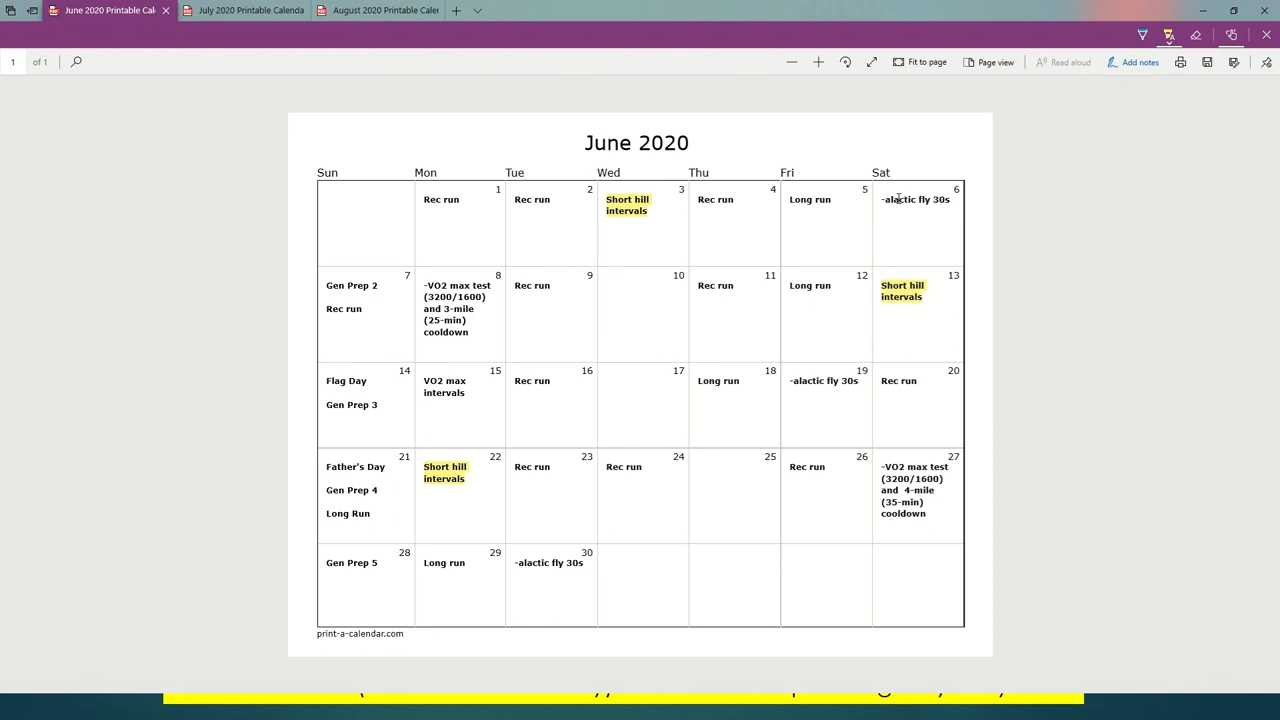 June 2020 Printable Cal
July 2020 Printable Calenda
August 2020 Printable Caler
1 of 1
Fit to page
Page view
Read aloud
Add notes
June 2020
Sun Mon Tue Wed Thu Fri Sat
1
Rec run
2
Rec run
3
Short hill
intervals
4
Rec run
5
Long run
6
-alactic fly 30s
7
Gen Prep 2
Rec run
8
-VO2 max test
(3200/1600)
and 3-mile
(25-min)
cooldown
9
Rec run
10
11
Rec run
12
Long run
13
Short hill
intervals
14
Flag Day
Gen Prep 3
15
VO2 max
intervals
16
Rec run
17
18
Long run
19
-alactic fly 30s
20
Rec run
21
Father's Day
Gen Prep 4
Long Run
22
Short hill
intervals
23
Rec run
24
Rec run
25
26
Rec run
27
-VO2 max test
(3200/1600)
and 4-mile
(35-min)
cooldown
28
Gen Prep 5
29
Long run
30
-alactic fly 30s
print-a-calendar.com